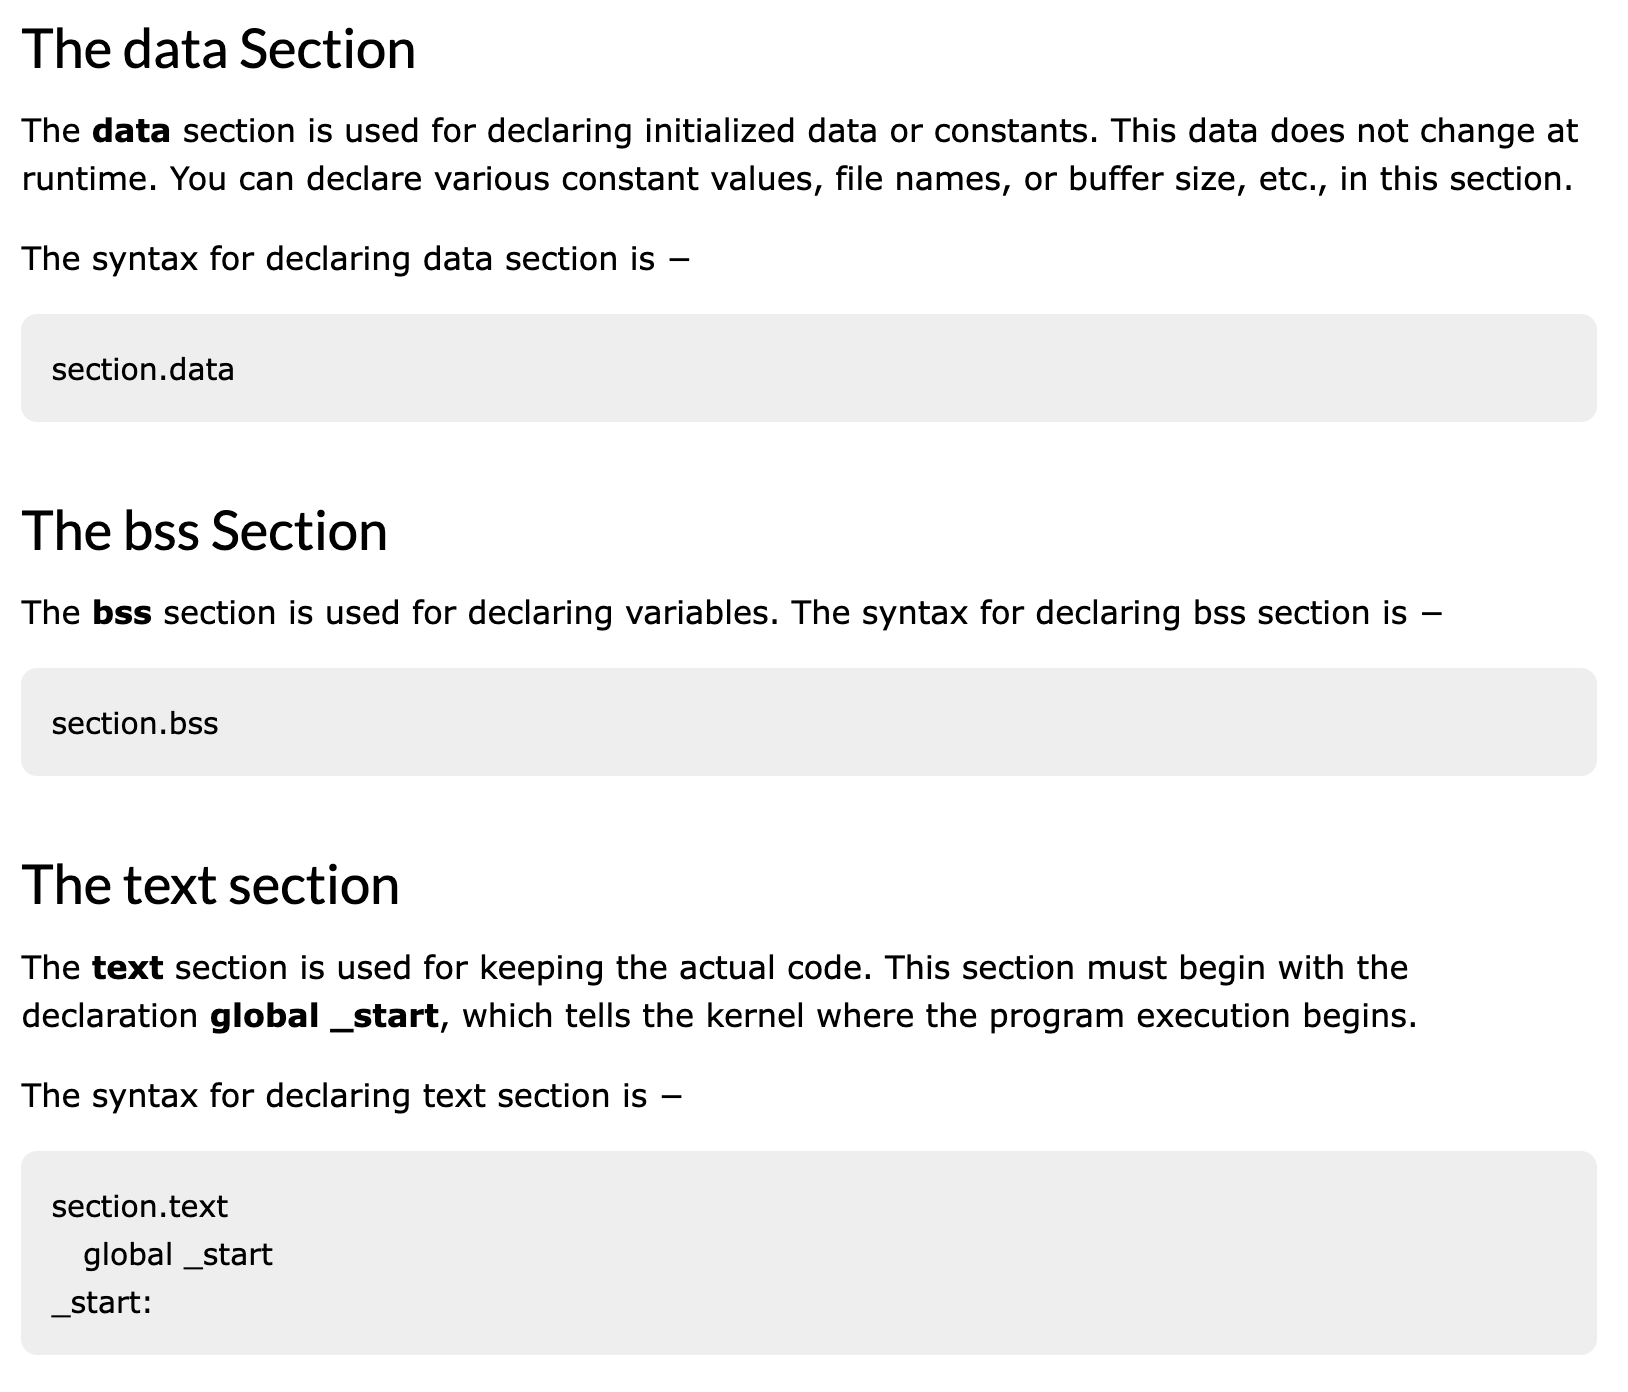 The data Section
The data section is used for declaring initialized data or constants. This data does not change at
runtime. You can declare various constant values, file names, or buffer size, etc., in this section.
The syntax for declaring data section is −
section.data
The bss Section
The bss section is used for declaring variables. The syntax for declaring bss section is −
section.bss
The text section
The text section is used for keeping the actual code. This section must begin with the
declaration global _start, which tells the kernel where the program execution begins.
The syntax for declaring text section is −
section.text
   global _start
_start: